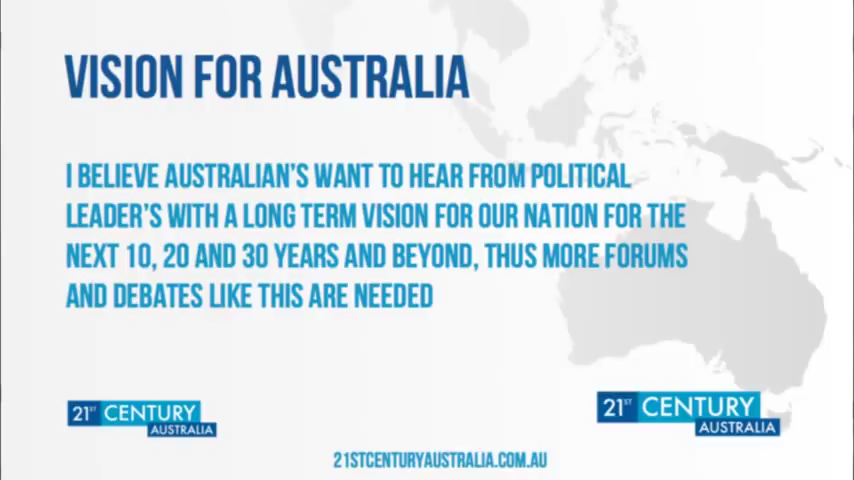 VISION FOR AUSTRALIA
I BELIEVE AUSTRALIAN'S WANT TO HEAR FROM POLITICAL
LEADER'S WITH A LONG TERM VISION FOR OUR NATION FOR THE
NEXT 10, 20 AND 30 YEARS AND BEYOND, THUS MORE FORUMS
AND DEBATES LIKE THIS ARE NEEDED
21ST CENTURY
AUSTRALIA
21ST CENTURY
AUSTRALIA
21STCENTURYAUSTRALIA.COM.AU